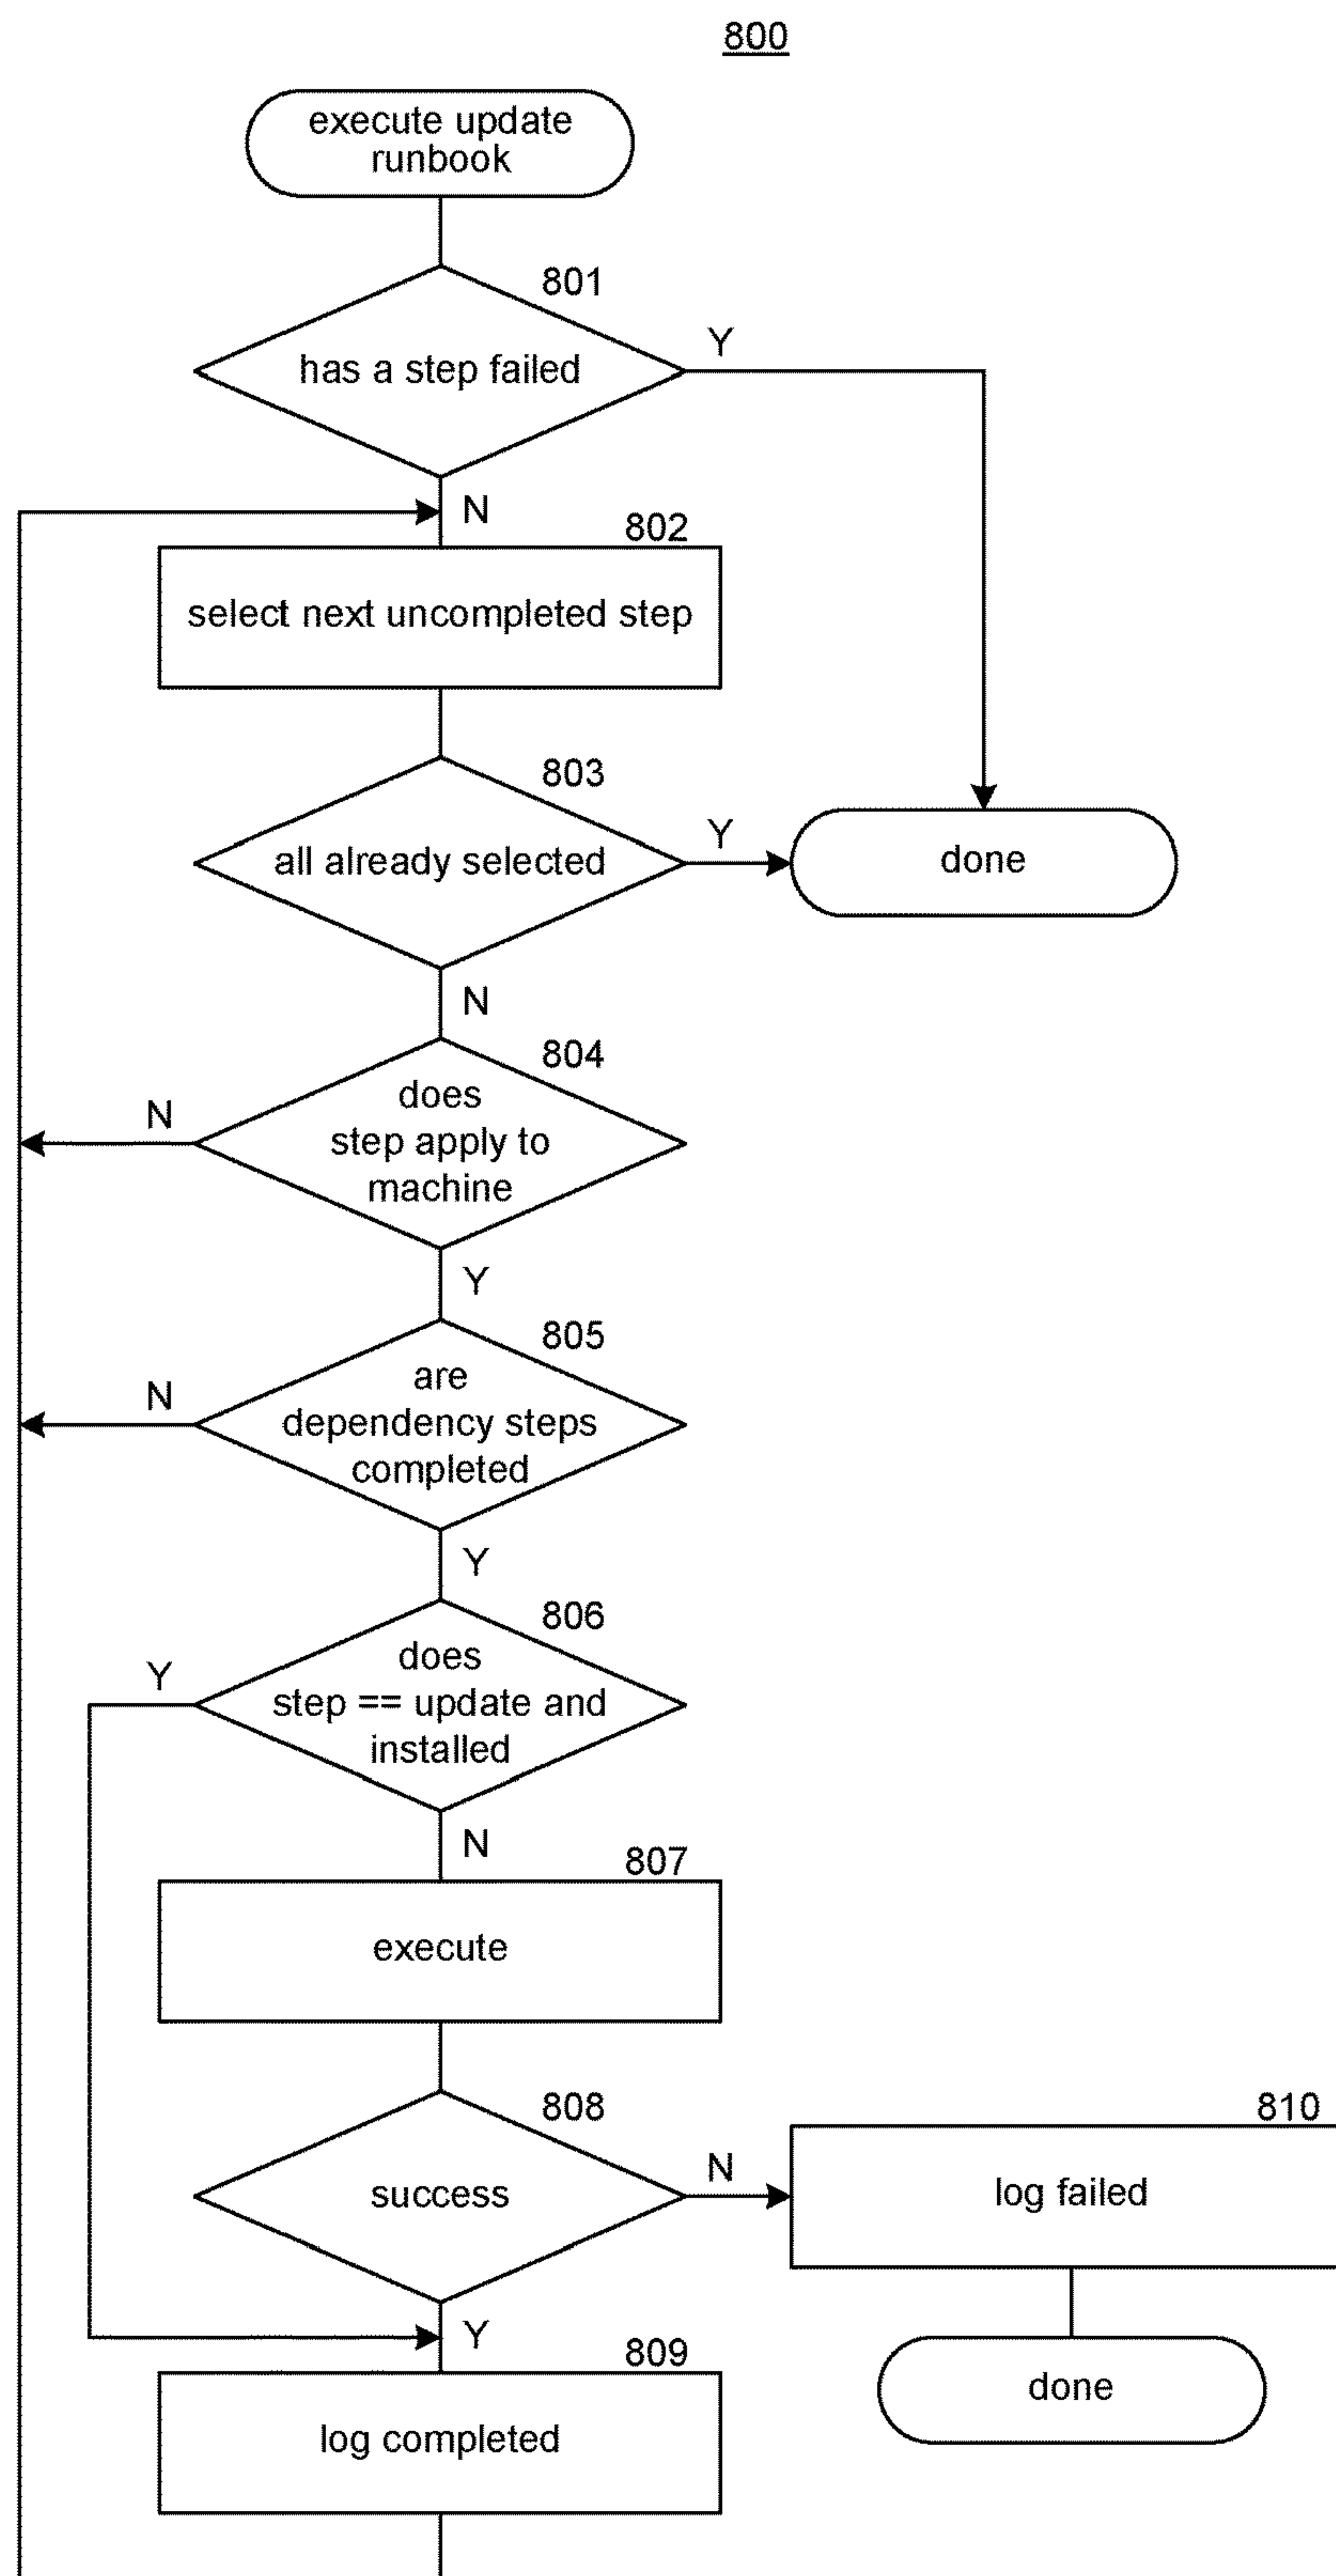 800
execute update
runbook
801
has a step failed
Y
N
802
select next uncompleted step
803
all already selected
Y
done
N
804
does
step apply to
machine
N
Y
805
are
dependency steps
completed
N
Y
806
does
step == update and
installed
Y
N
807
execute
808
success
N
810
log failed
Y
done
809
log completed